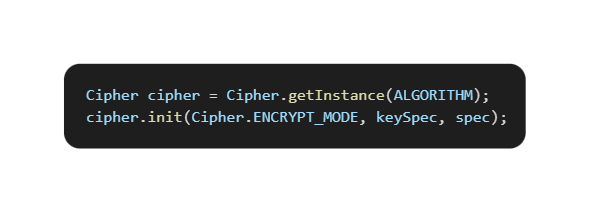 Cipher cipher = Cipher.getInstance(ALGORITHM);
cipher.init(Cipher.ENCRYPT_MODE, keySpec, spec);